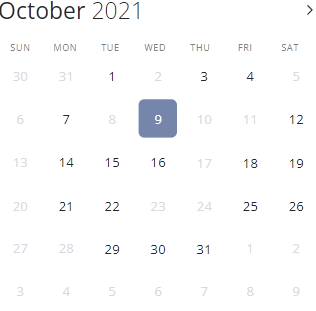 October 2021
SUN MON TUE WED THU FRI SAT
30 31 1 2 3 4 5
6 7 8 9 10 11 12
13 14 15 16 17 18 19
20 21 22 23 24 25 26
27 28 29 30 31 1 2
3 4 5 6 7 8 9